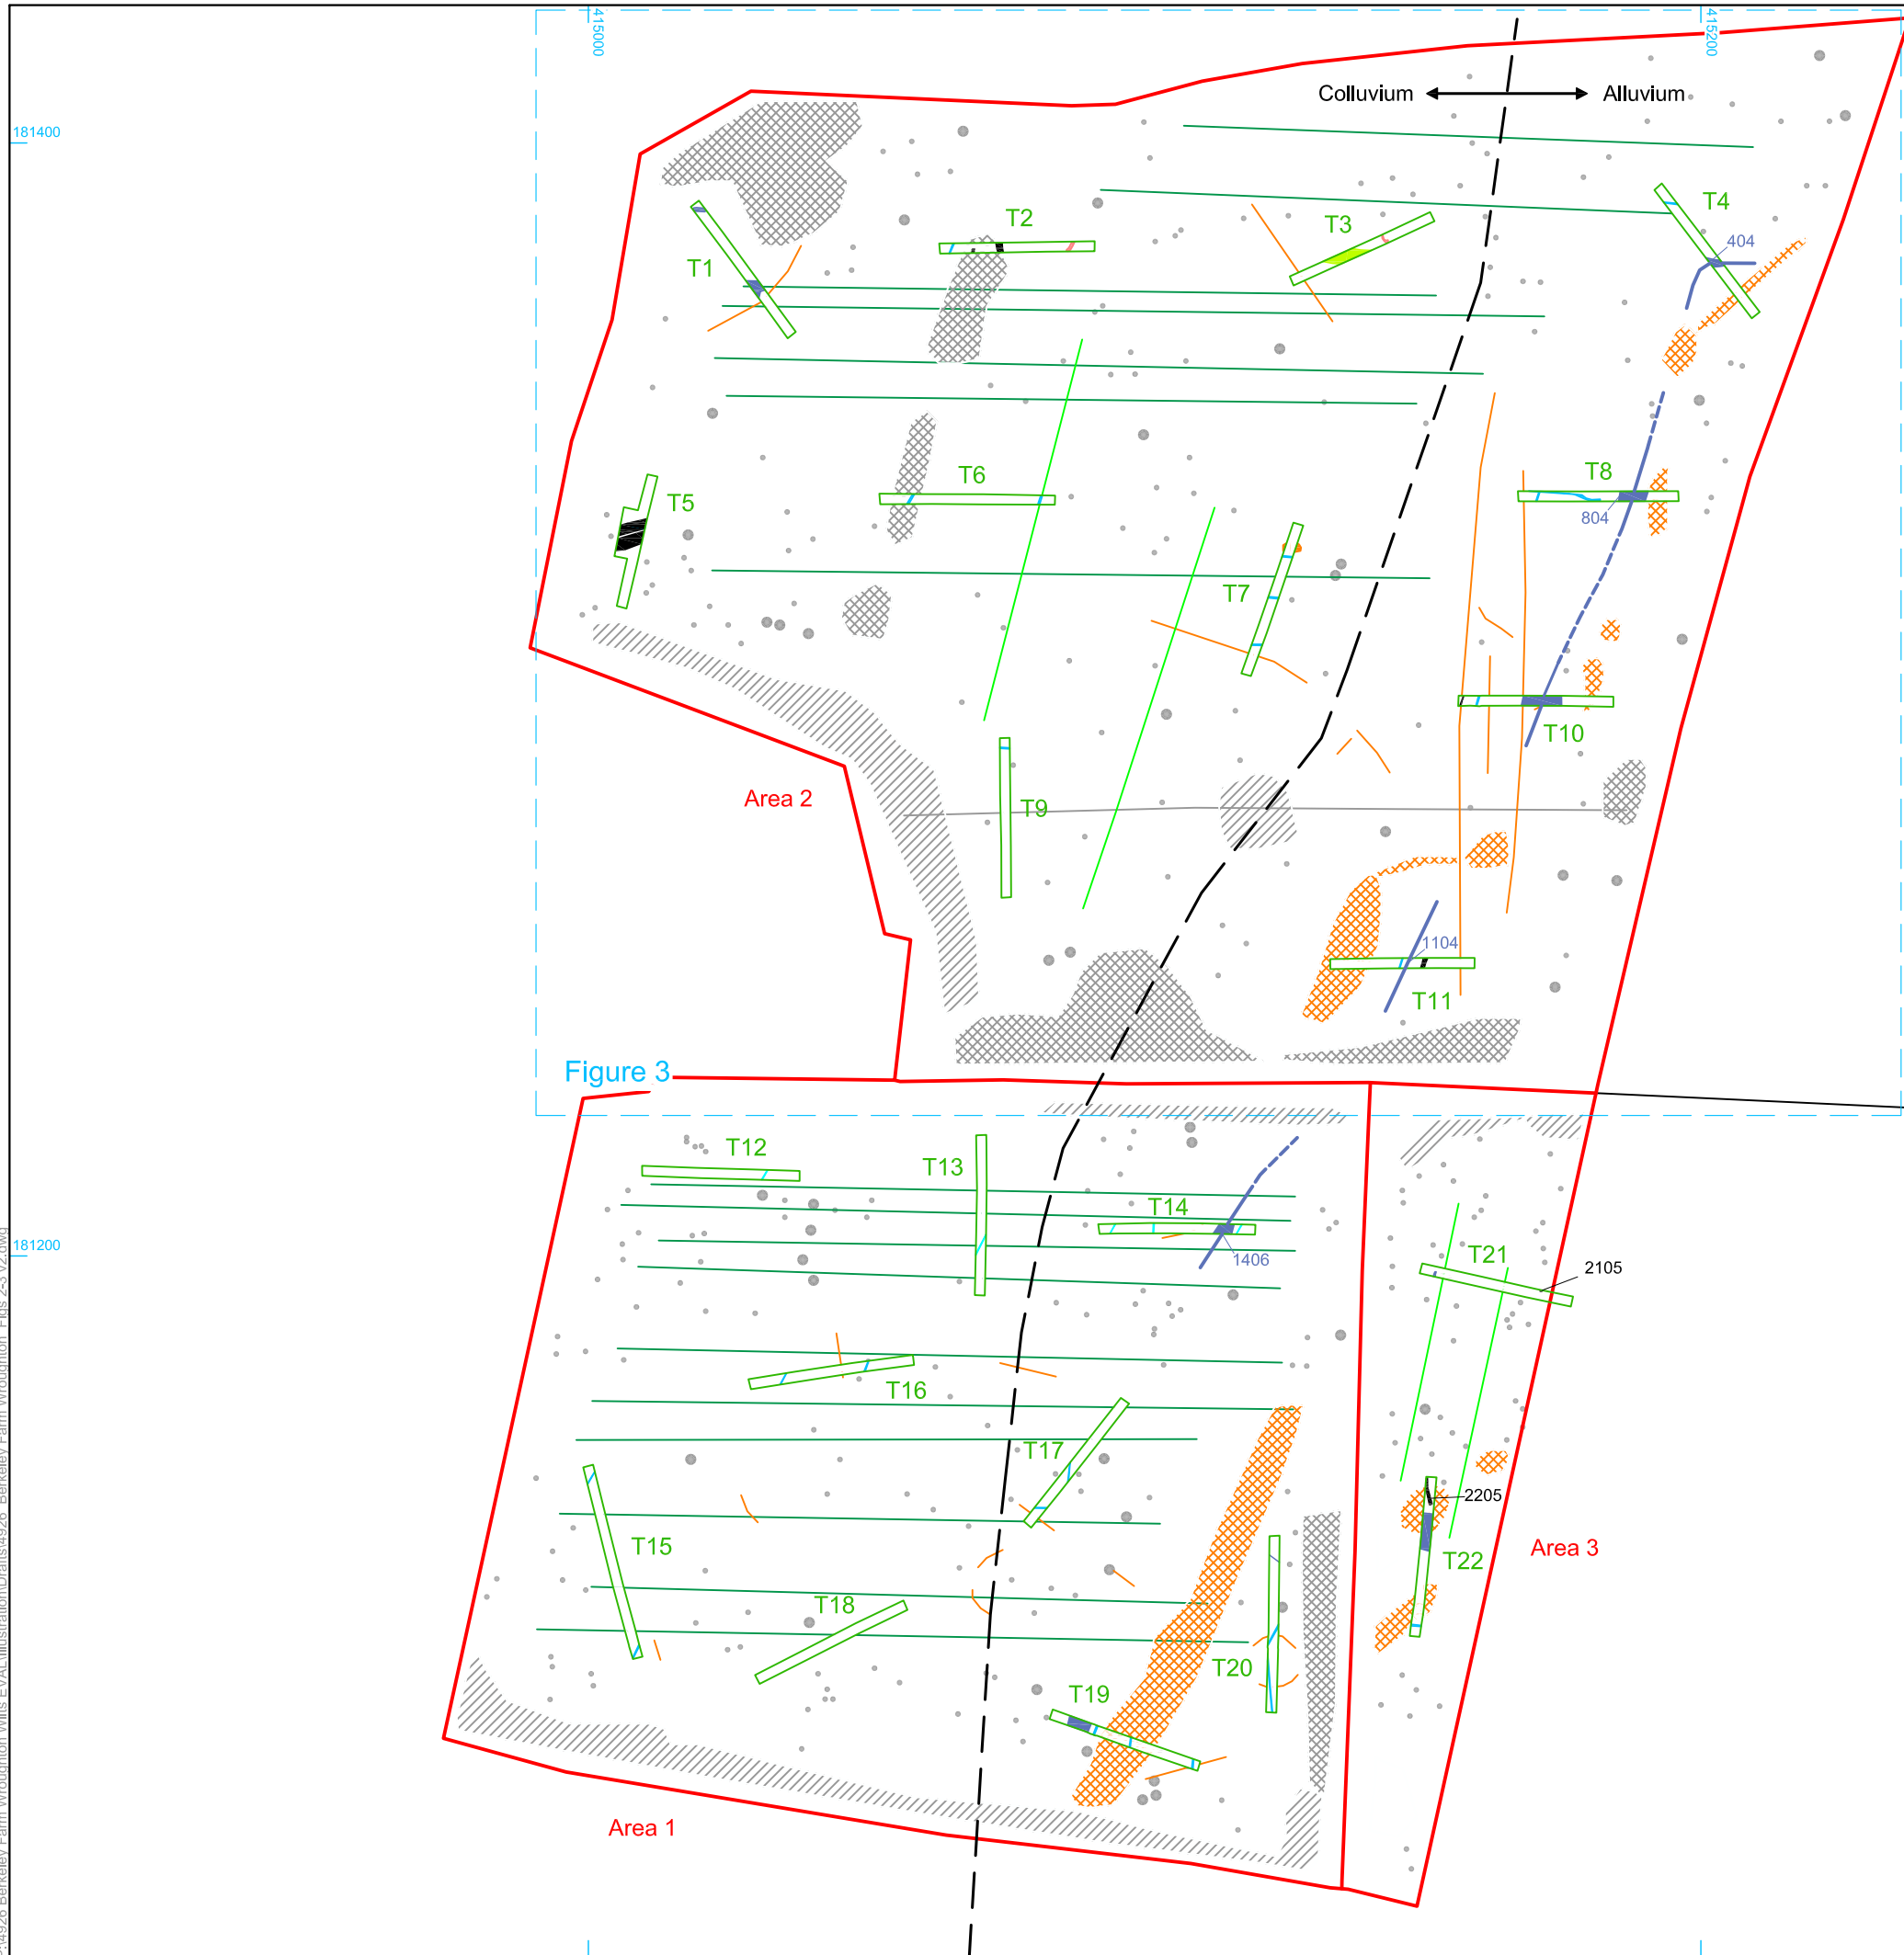 415000
415200
Colluvium
Alluvium
181400
T4
T2
T3
404
T1
T8
T6
T5
804
T7
T10
Area 2
T9
1104
T11
Figure 3
T12
T13
T14
181200
1406
T21
2105
T16
T17
2205
T15
Area 3
T22
T18
T20
T19
Area 1